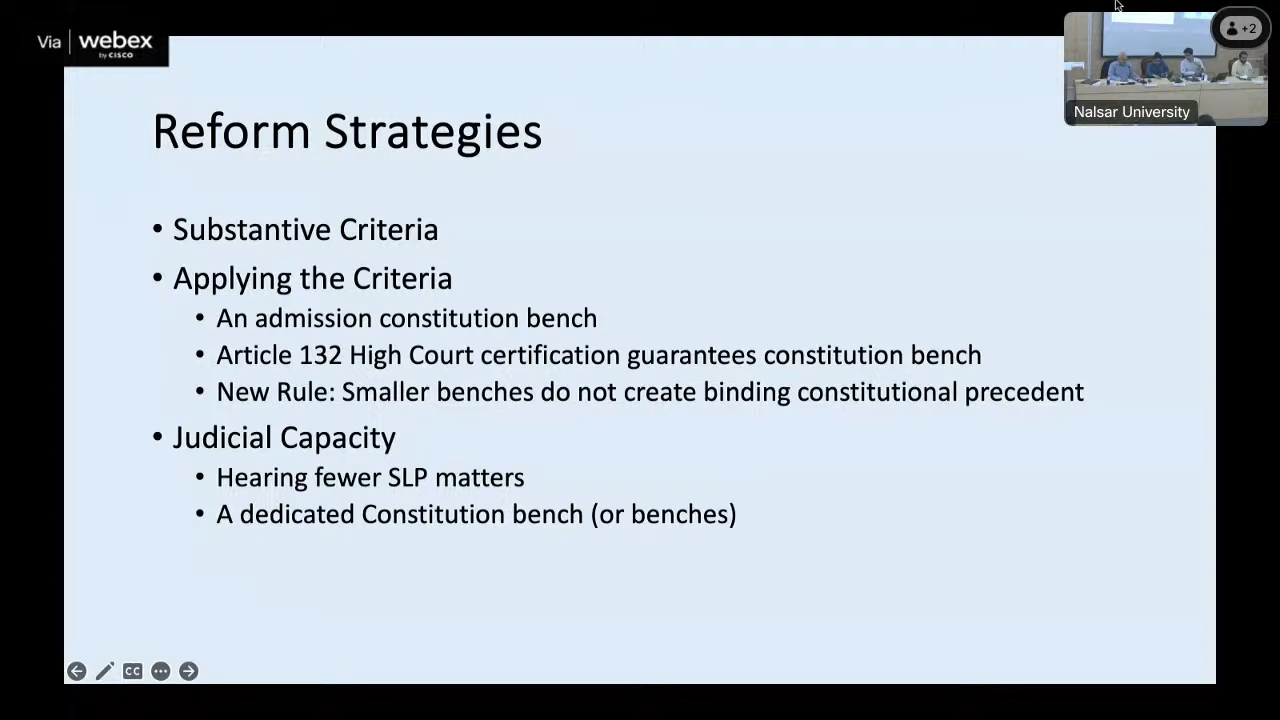 Via webex
by CISCO
+2
Nalsar University
Reform Strategies
• Substantive Criteria
• Applying the Criteria
• An admission constitution bench
• Article 132 High Court certification guarantees constitution bench
• New Rule: Smaller benches do not create binding constitutional precedent
• Judicial Capacity
• Hearing fewer SLP matters
• A dedicated Constitution bench (or benches)
CC